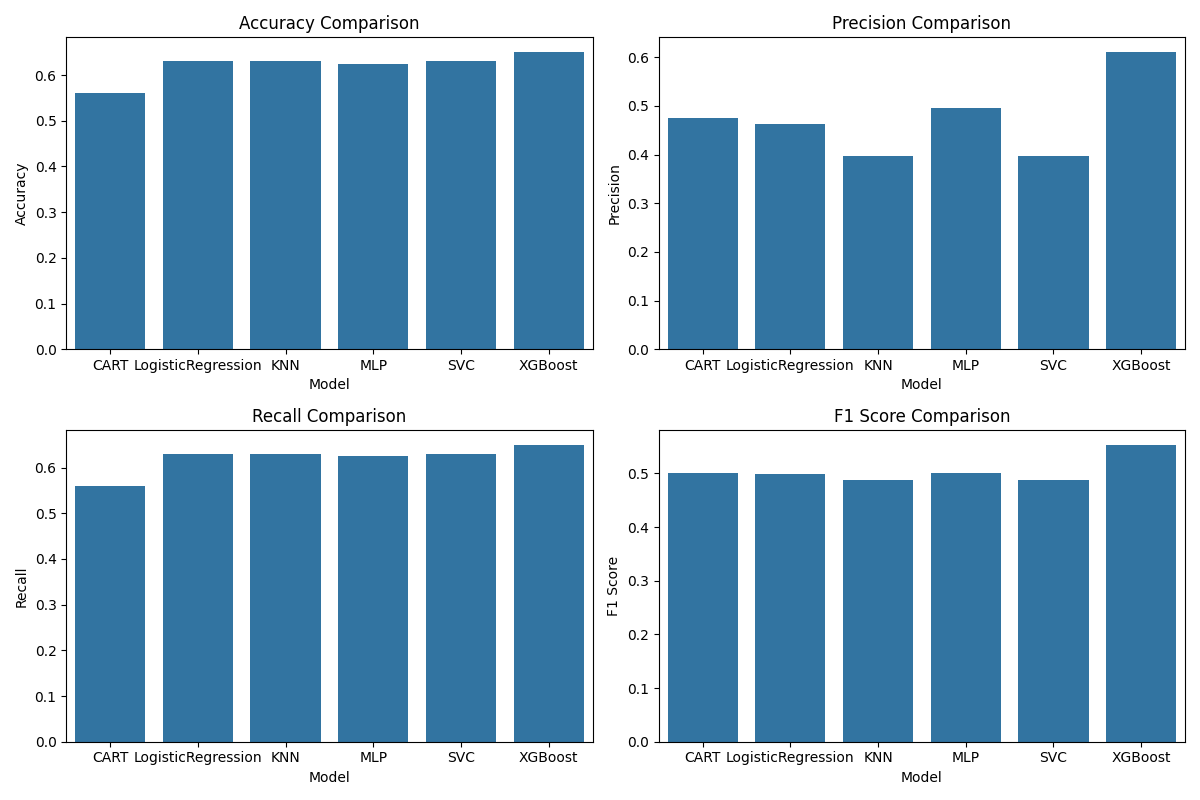 Accuracy Comparison
0.6
0.5
0.4
0.3
0.2
0.1
0.0
Accuracy
CART LogisticRegression KNN MLP SVC XGBoost
Model
Precision Comparison
0.6
0.5
0.4
0.3
0.2
0.1
0.0
Precision
CART LogisticRegression KNN MLP SVC XGBoost
Model
Recall Comparison
0.6
0.5
0.4
0.3
0.2
0.1
0.0
Recall
CART LogisticRegression KNN MLP SVC XGBoost
Model
F1 Score Comparison
0.5
0.4
0.3
0.2
0.1
0.0
F1 Score
CART LogisticRegression KNN MLP SVC XGBoost
Model